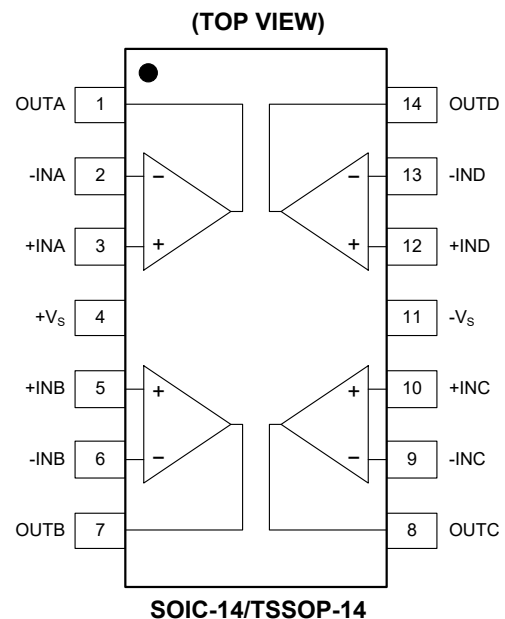 (TOP VIEW)
OUTA 1 14 OUTD
-INA 2 − − 13 -IND
+INA 3 + + 12 +IND
+VS 4 11 -VS
+INB 5 + + 10 +INC
-INB 6 − − 9 -INC
OUTB 7 8 OUTC
SOIC-14/TSSOP-14